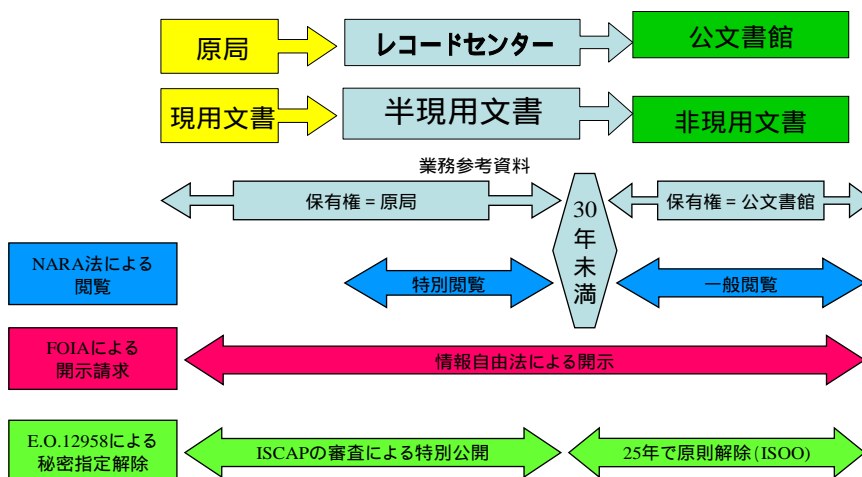 原局
レコードセンター
公文書館
現用文書
半現用文書
非現用文書
業務参考資料
保有権 = 原局
30
年
未
満
保有権 = 公文書館
NARA法による
閲覧
特別閲覧
一般閲覧
FOIAによる
開示請求
情報自由法による開示
E.O.12958による
秘密指定解除
ISCAPの審査による特別公開
25年で原則解除(ISOO)